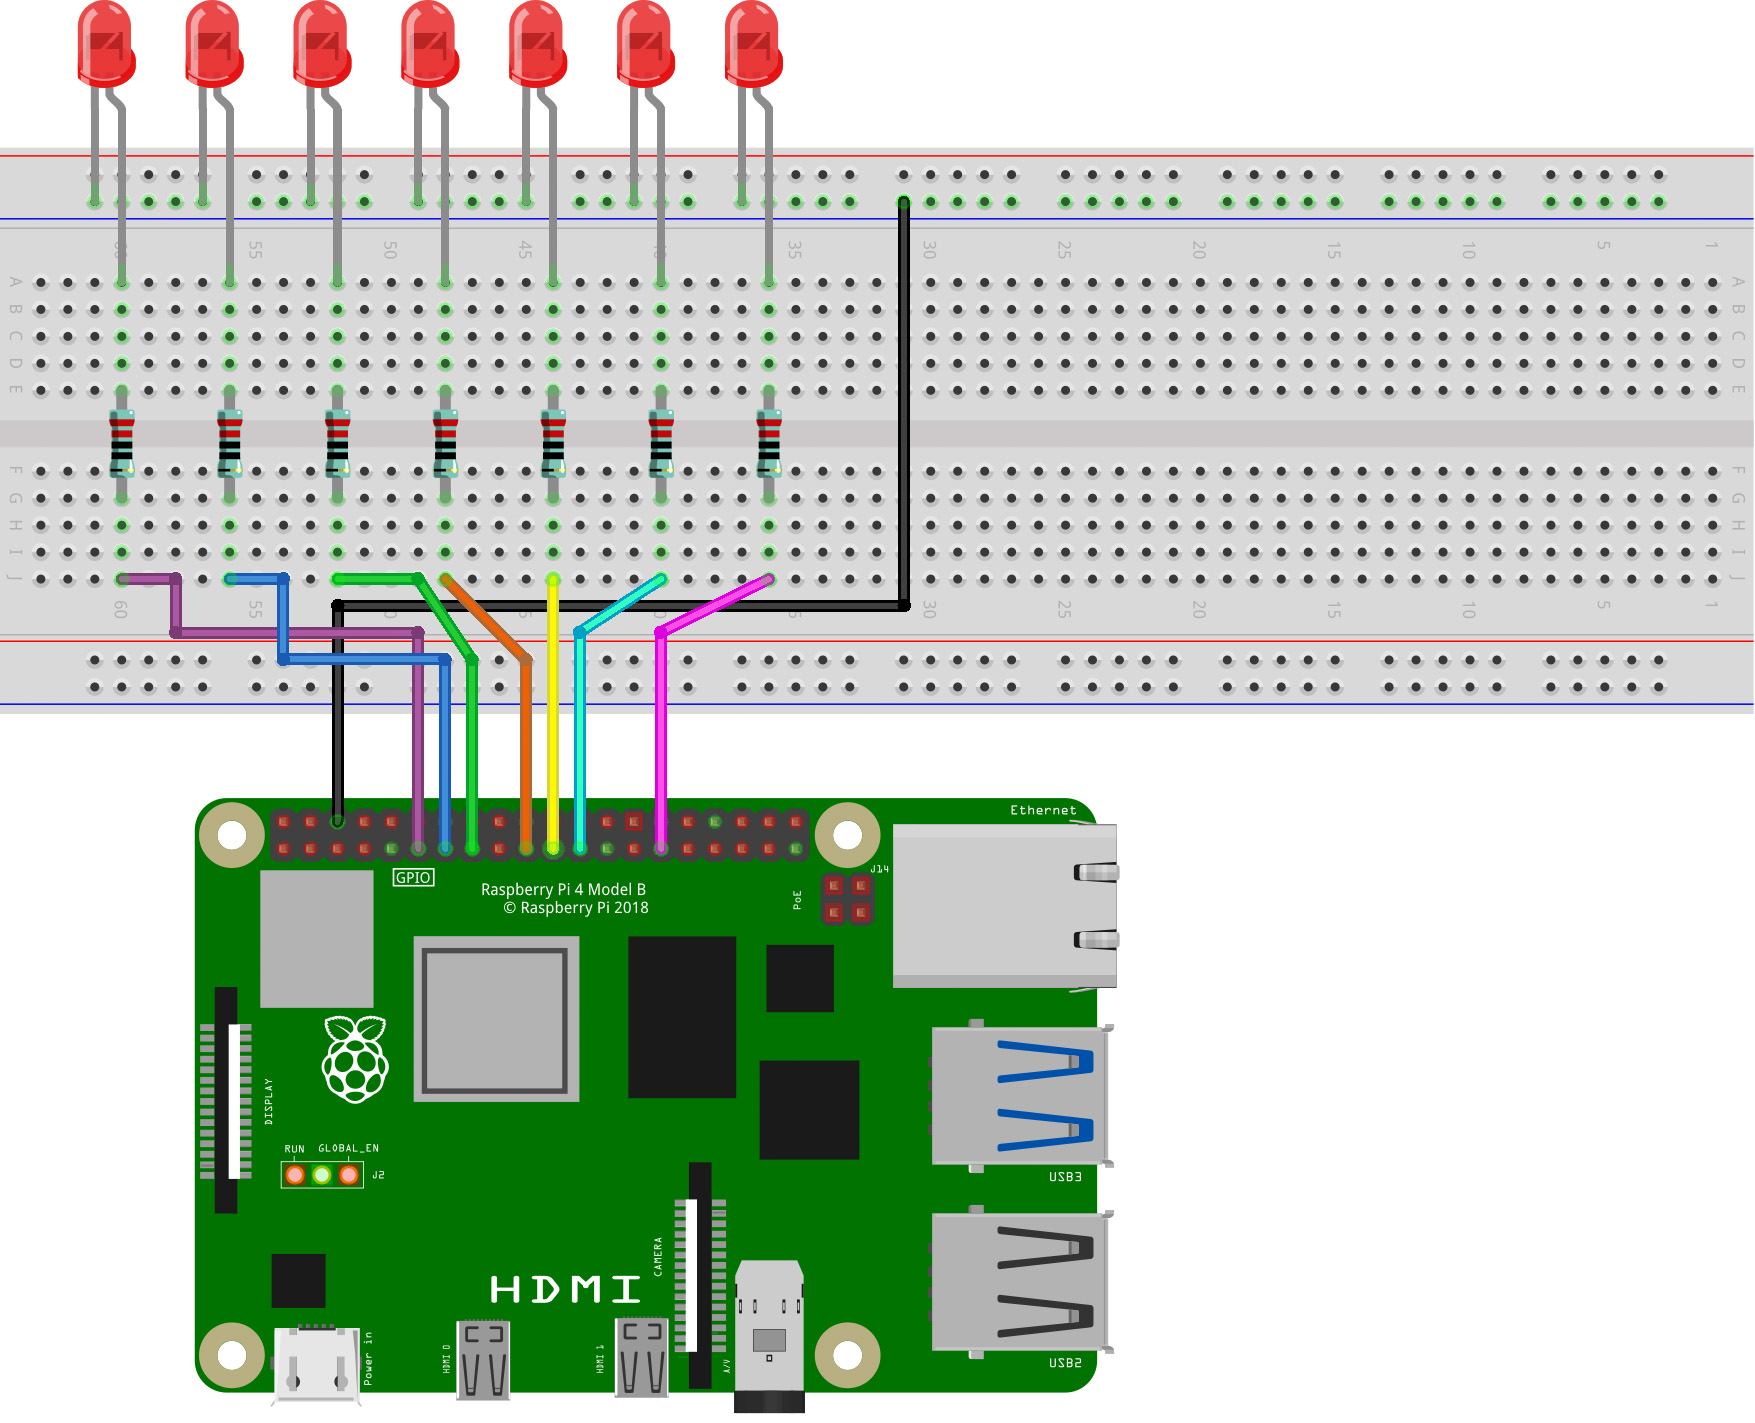 60 55 50 45 40 35 30 25 20 15 10 5 1
A A
B B
C C
D D
E E
F F
G G
H H
I I
J J
60 55 30 25 20 15 10 5 1
Ethernet
J14
GPIO
Raspberry Pi 4 Model B
© Raspberry Pi 2018
PoE
DISPLAY
RUN GLOBAL_EN
J2
USB3
CAMERA
HDMI
Power in
HDMI 0
HDMI 1
A/V
USB2